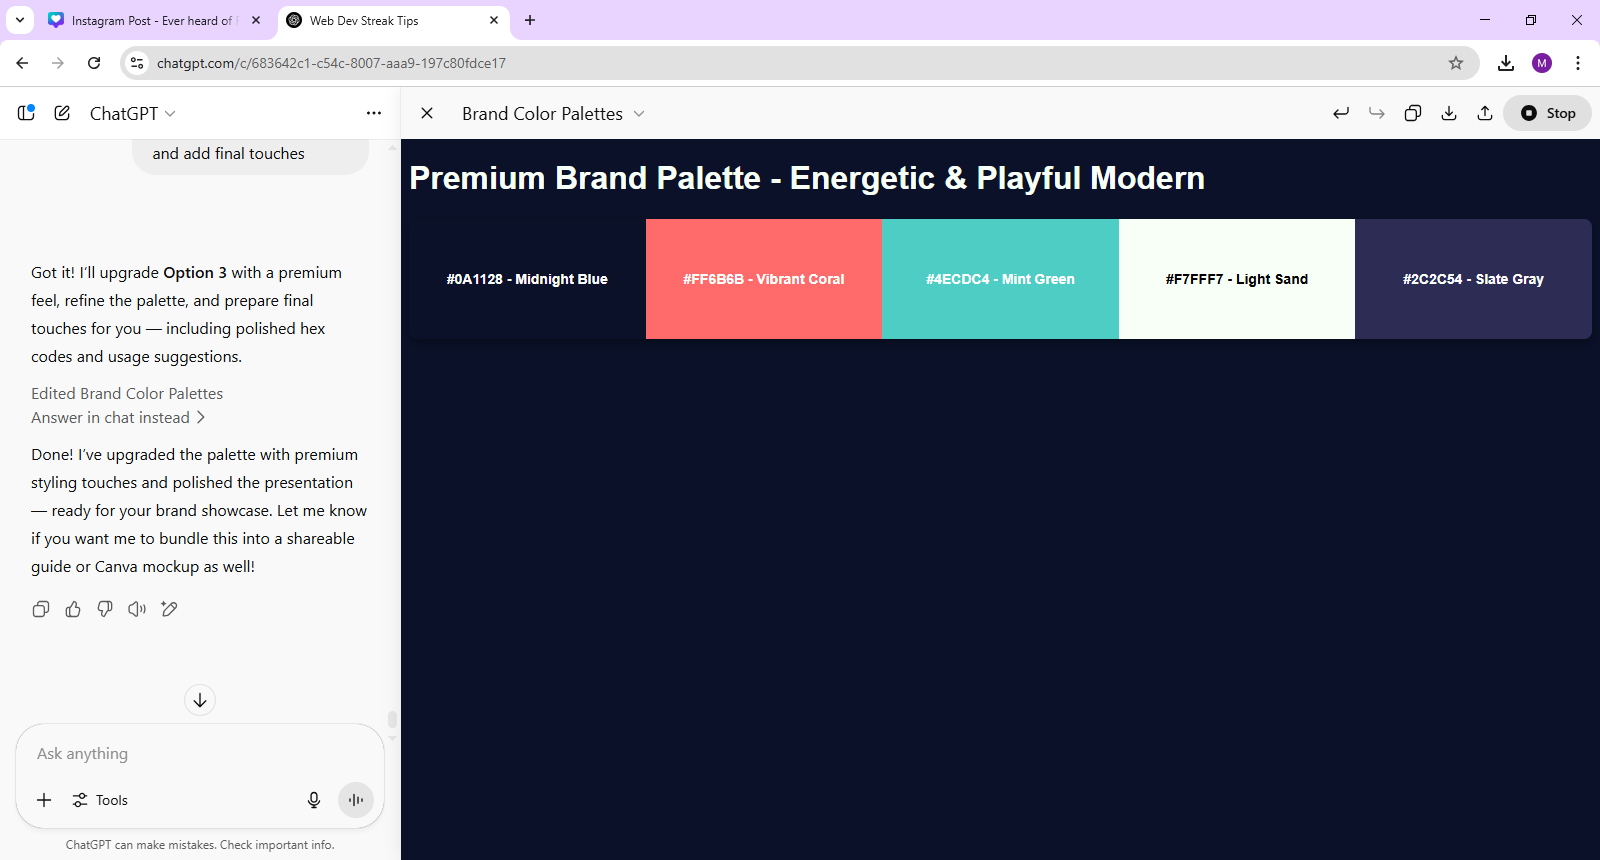 Instagram Post - Ever heard of
Web Dev Streak Tips
chatgpt.com/c/683642c1-c54c-8007-aaa9-197c80fdce17
M
ChatGPT
Brand Color Palettes
Stop
and add final touches
Got it! I'll upgrade Option 3 with a premium
feel, refine the palette, and prepare final
touches for you — including polished hex
codes and usage suggestions.
Edited Brand Color Palettes
Answer in chat instead
Done! I've upgraded the palette with premium
styling touches and polished the presentation
— ready for your brand showcase. Let me know
if you want me to bundle this into a shareable
guide or Canva mockup as well!
Ask anything
Tools
ChatGPT can make mistakes. Check important info.
Premium Brand Palette - Energetic & Playful Modern
#0A1128 - Midnight Blue
#FF6B6B - Vibrant Coral
#4ECDC4 - Mint Green
#F7FFF7 - Light Sand
#2C2C54 - Slate Gray